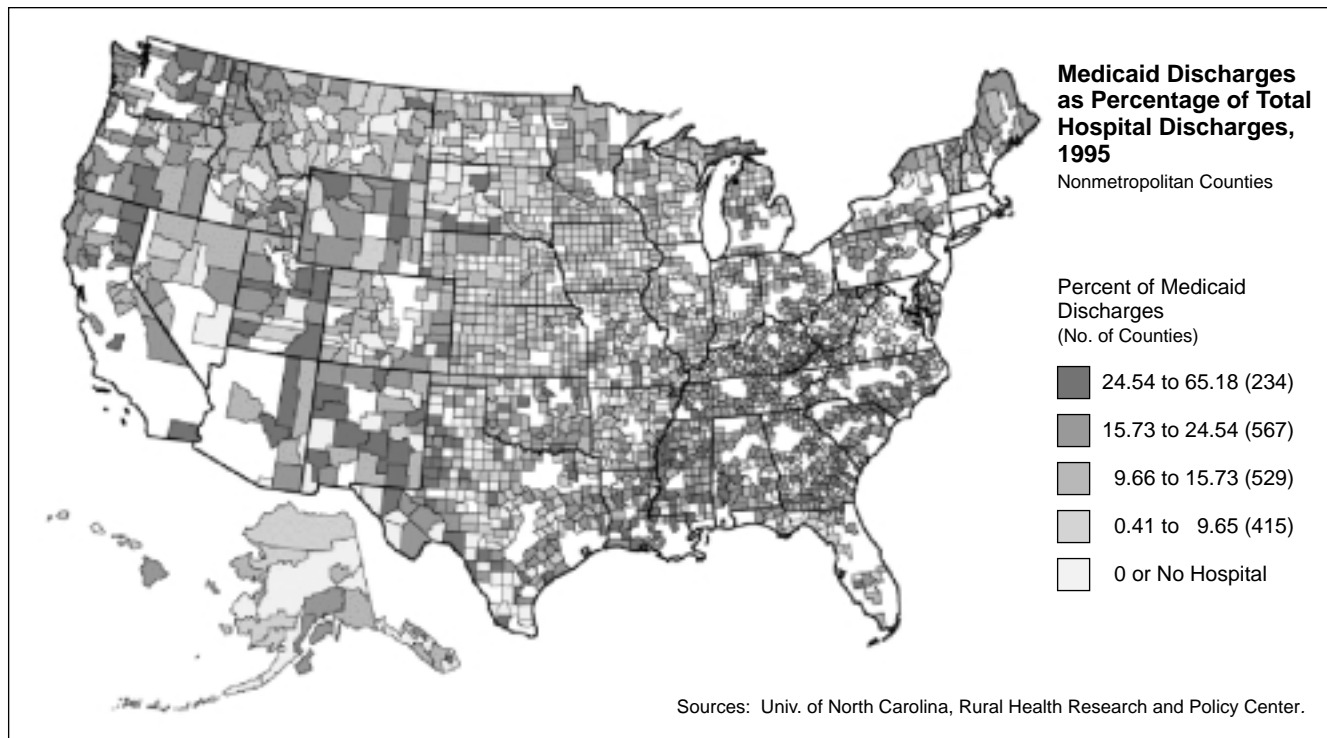 Medicaid Discharges
as Percentage of Total
Hospital Discharges,
1995
Nonmetropolitan Counties
Percent of Medicaid
Discharges
(No. of Counties)
24.54 to 65.18 (234)
15.73 to 24.54 (567)
9.66 to 15.73 (529)
0.41 to 9.65 (415)
0 or No Hospital
Sources: Univ. of North Carolina, Rural Health Research and Policy Center.